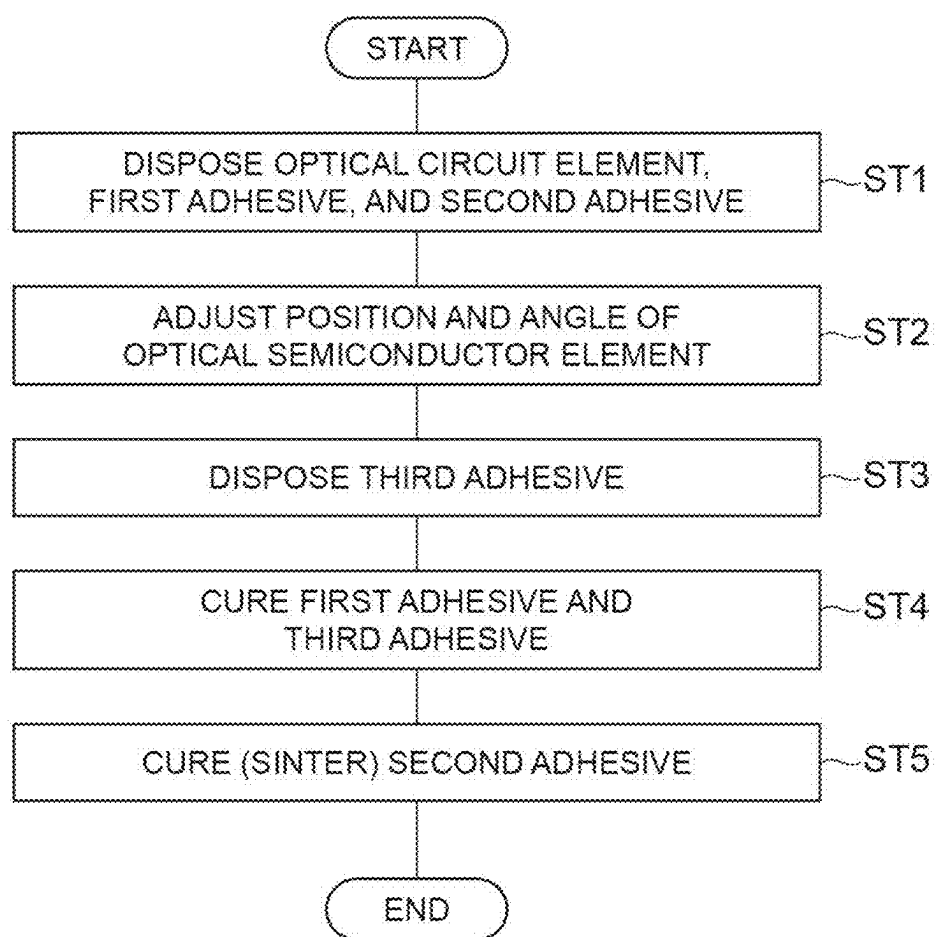 START
DISPOSE OPTICAL CIRCUIT ELEMENT,
FIRST ADHESIVE, AND SECOND ADHESIVE
ST1
ADJUST POSITION AND ANGLE OF
OPTICAL SEMICONDUCTOR ELEMENT
ST2
DISPOSE THIRD ADHESIVE
ST3
CURE FIRST ADHESIVE AND
THIRD ADHESIVE
ST4
CURE (SINTER) SECOND ADHESIVE
ST5
END